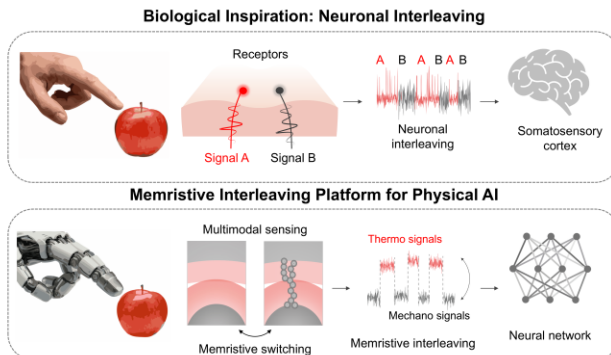 Biological Inspiration: Neuronal Interleaving
Receptors
A B A B A B
Signal A
Signal B
Neuronal
interleaving
Somatosensory
cortex
Memristive Interleaving Platform for Physical AI
Multimodal sensing
Thermo signals
Mechano signals
Memristive switching
Memristive interleaving
Neural network